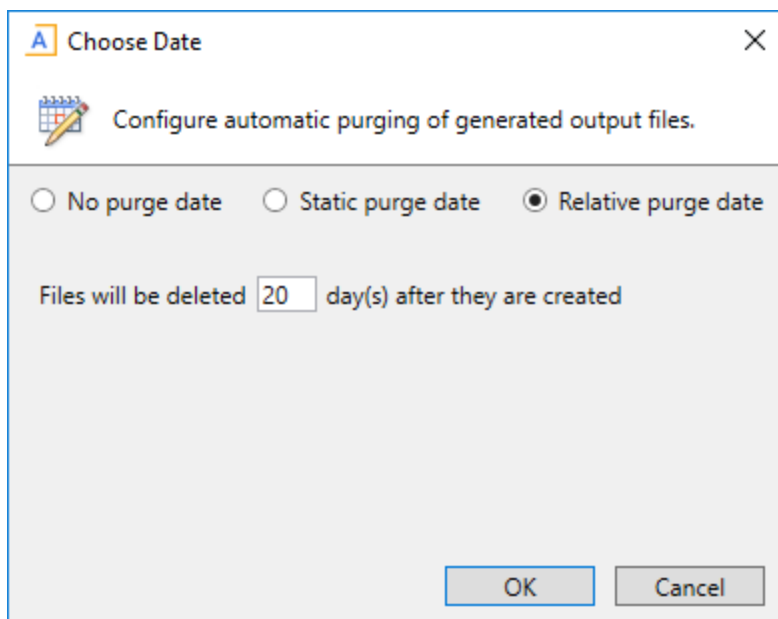 A Choose Date
Configure automatic purging of generated output files.
No purge date Static purge date Relative purge date
Files will be deleted 20 day(s) after they are created
OK Cancel